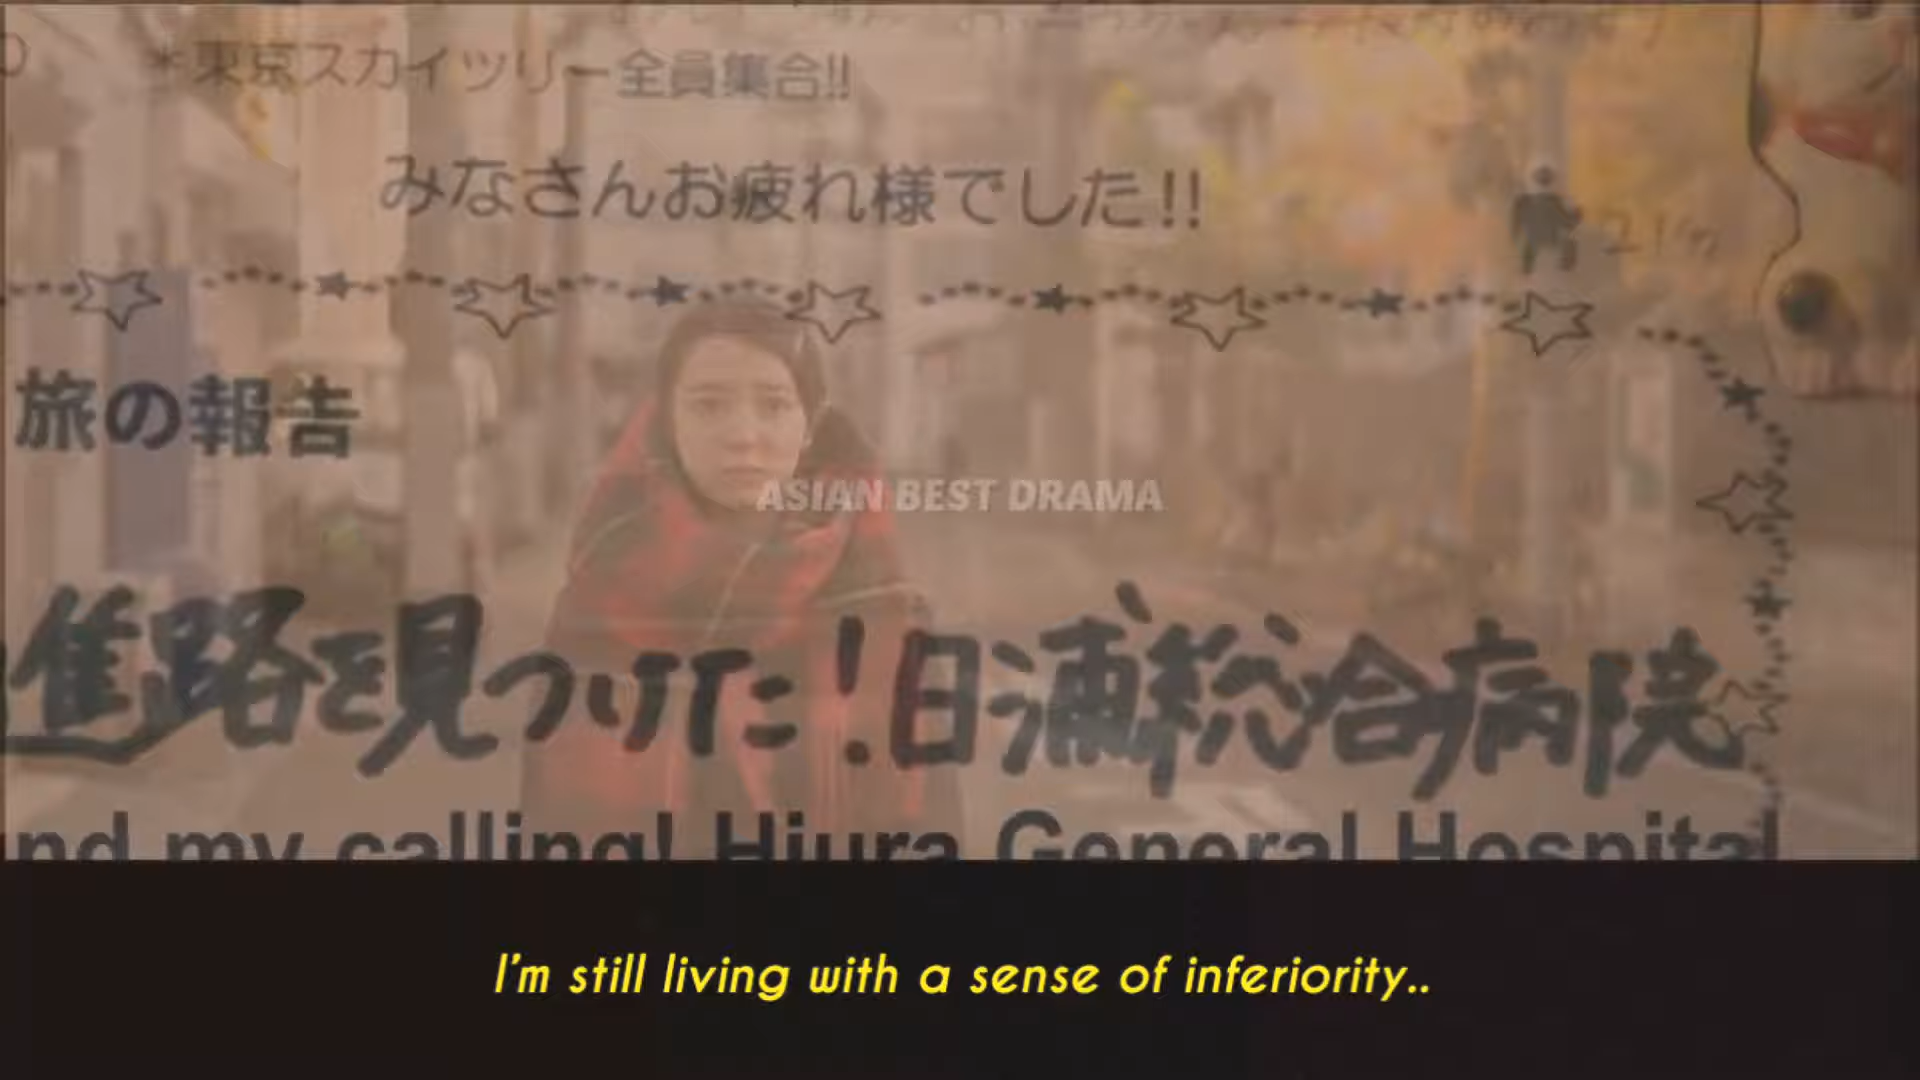 *東京スカイツリー全員集合!!
みなさんお疲れ様でした!!
旅の報告
ASIAN BEST DRAMA
進路を見つけた!日浦総合病院
nd my calling! Hiura General Hospital
I'm still living with a sense of inferiority..